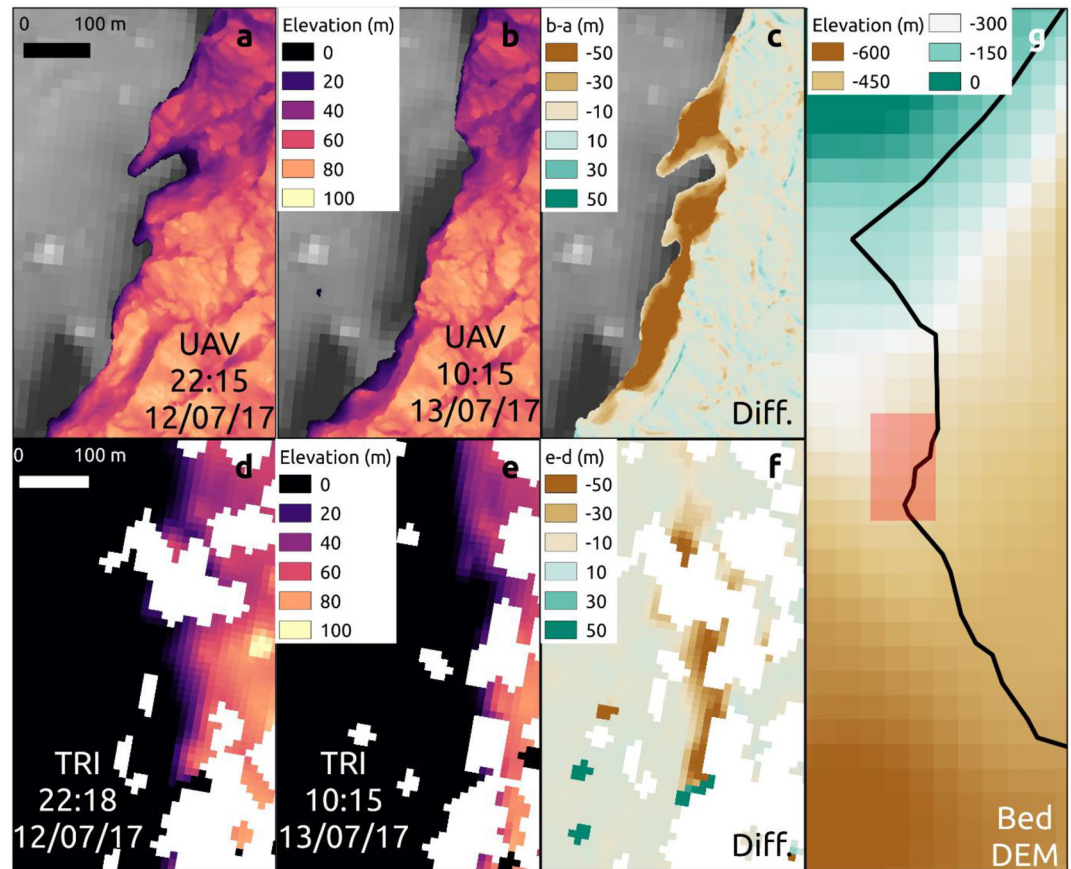 0 100 m
a
UAV
22:15
12/07/17
Elevation (m)
0
20
40
60
80
100
b
UAV
10:15
13/07/17
b-a (m)
-50
-30
-10
10
30
50
c
Diff.
Elevation (m)
-600
-450
-300
-150
0
g
Bed
DEM
0 100 m
d
TRI
22:18
12/07/17
Elevation (m)
0
20
40
60
80
100
e
TRI
10:15
13/07/17
e-d (m)
-50
-30
-10
10
30
50
f
Diff.